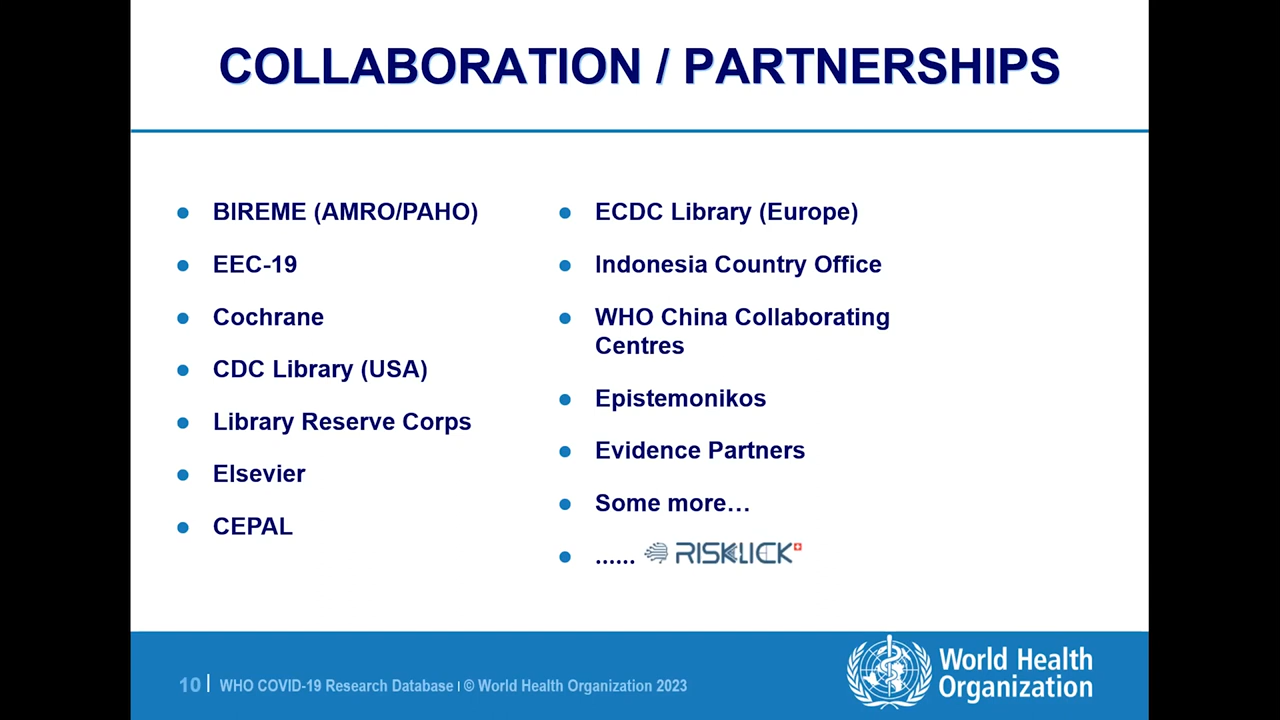 COLLABORATION / PARTNERSHIPS
● BIREME (AMRO/PAHO)
● EEC-19
● Cochrane
● CDC Library (USA)
● Library Reserve Corps
● Elsevier
● CEPAL
● ECDC Library (Europe)
● Indonesia Country Office
● WHO China Collaborating
Centres
● Epistemonikos
● Evidence Partners
● Some more…
● …… RISKLICK
10 | WHO COVID-19 Research Database | © World Health Organization 2023
World Health
Organization